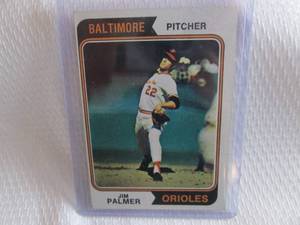 BALTIMORE PITCHER
22
JIM
PALMER ORIOLES